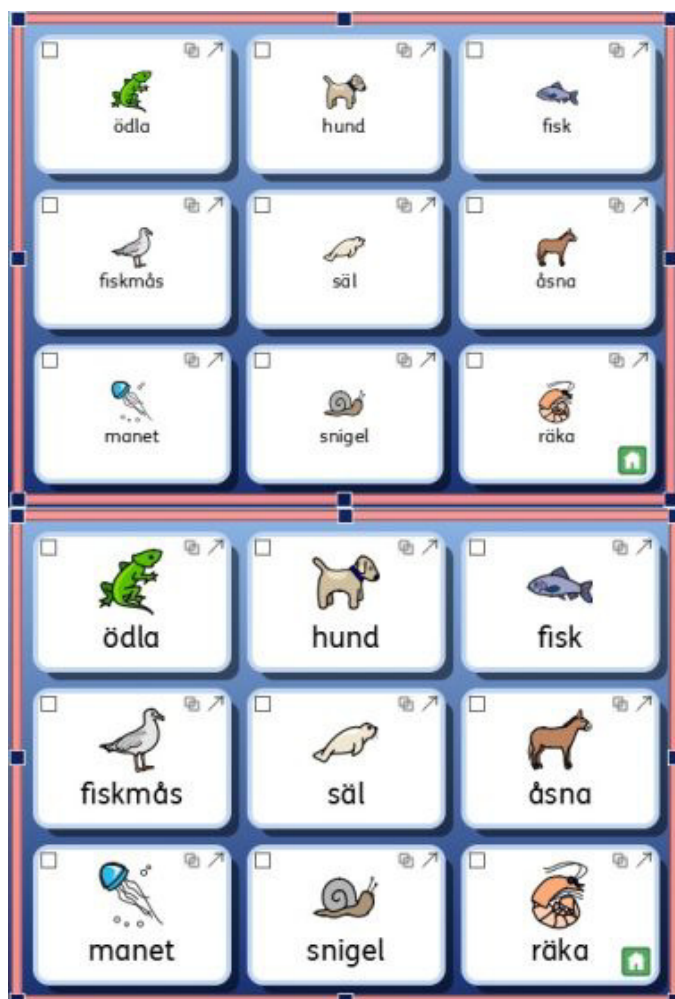 ödla hund fisk
fiskmås säl åsna
manet snigel räka
ödla hund fisk
fiskmås säl åsna
manet snigel räka